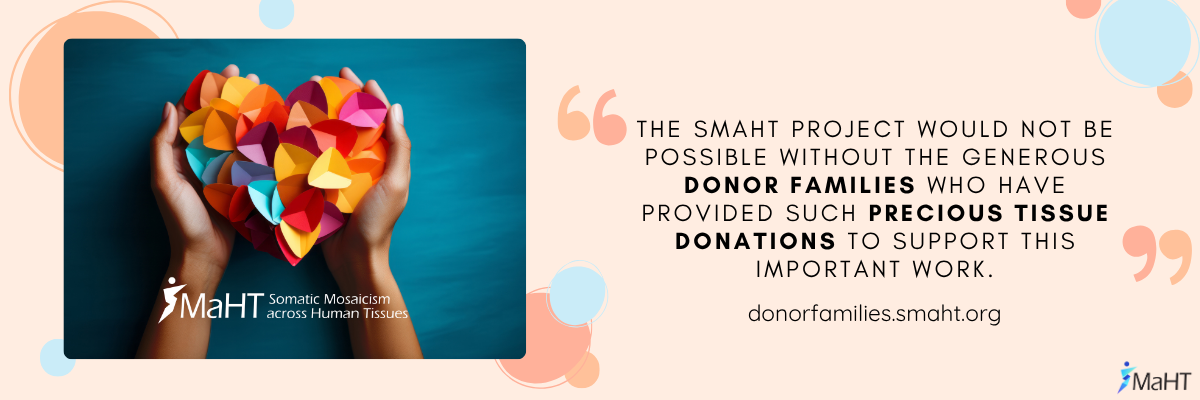 SMaHT Somatic Mosaicism
across Human Tissues
THE SMAHT PROJECT WOULD NOT BE
POSSIBLE WITHOUT THE GENEROUS
DONOR FAMILIES WHO HAVE
PROVIDED SUCH PRECIOUS TISSUE
DONATIONS TO SUPPORT THIS
IMPORTANT WORK.
donorfamilies.smaht.org
SMaHT